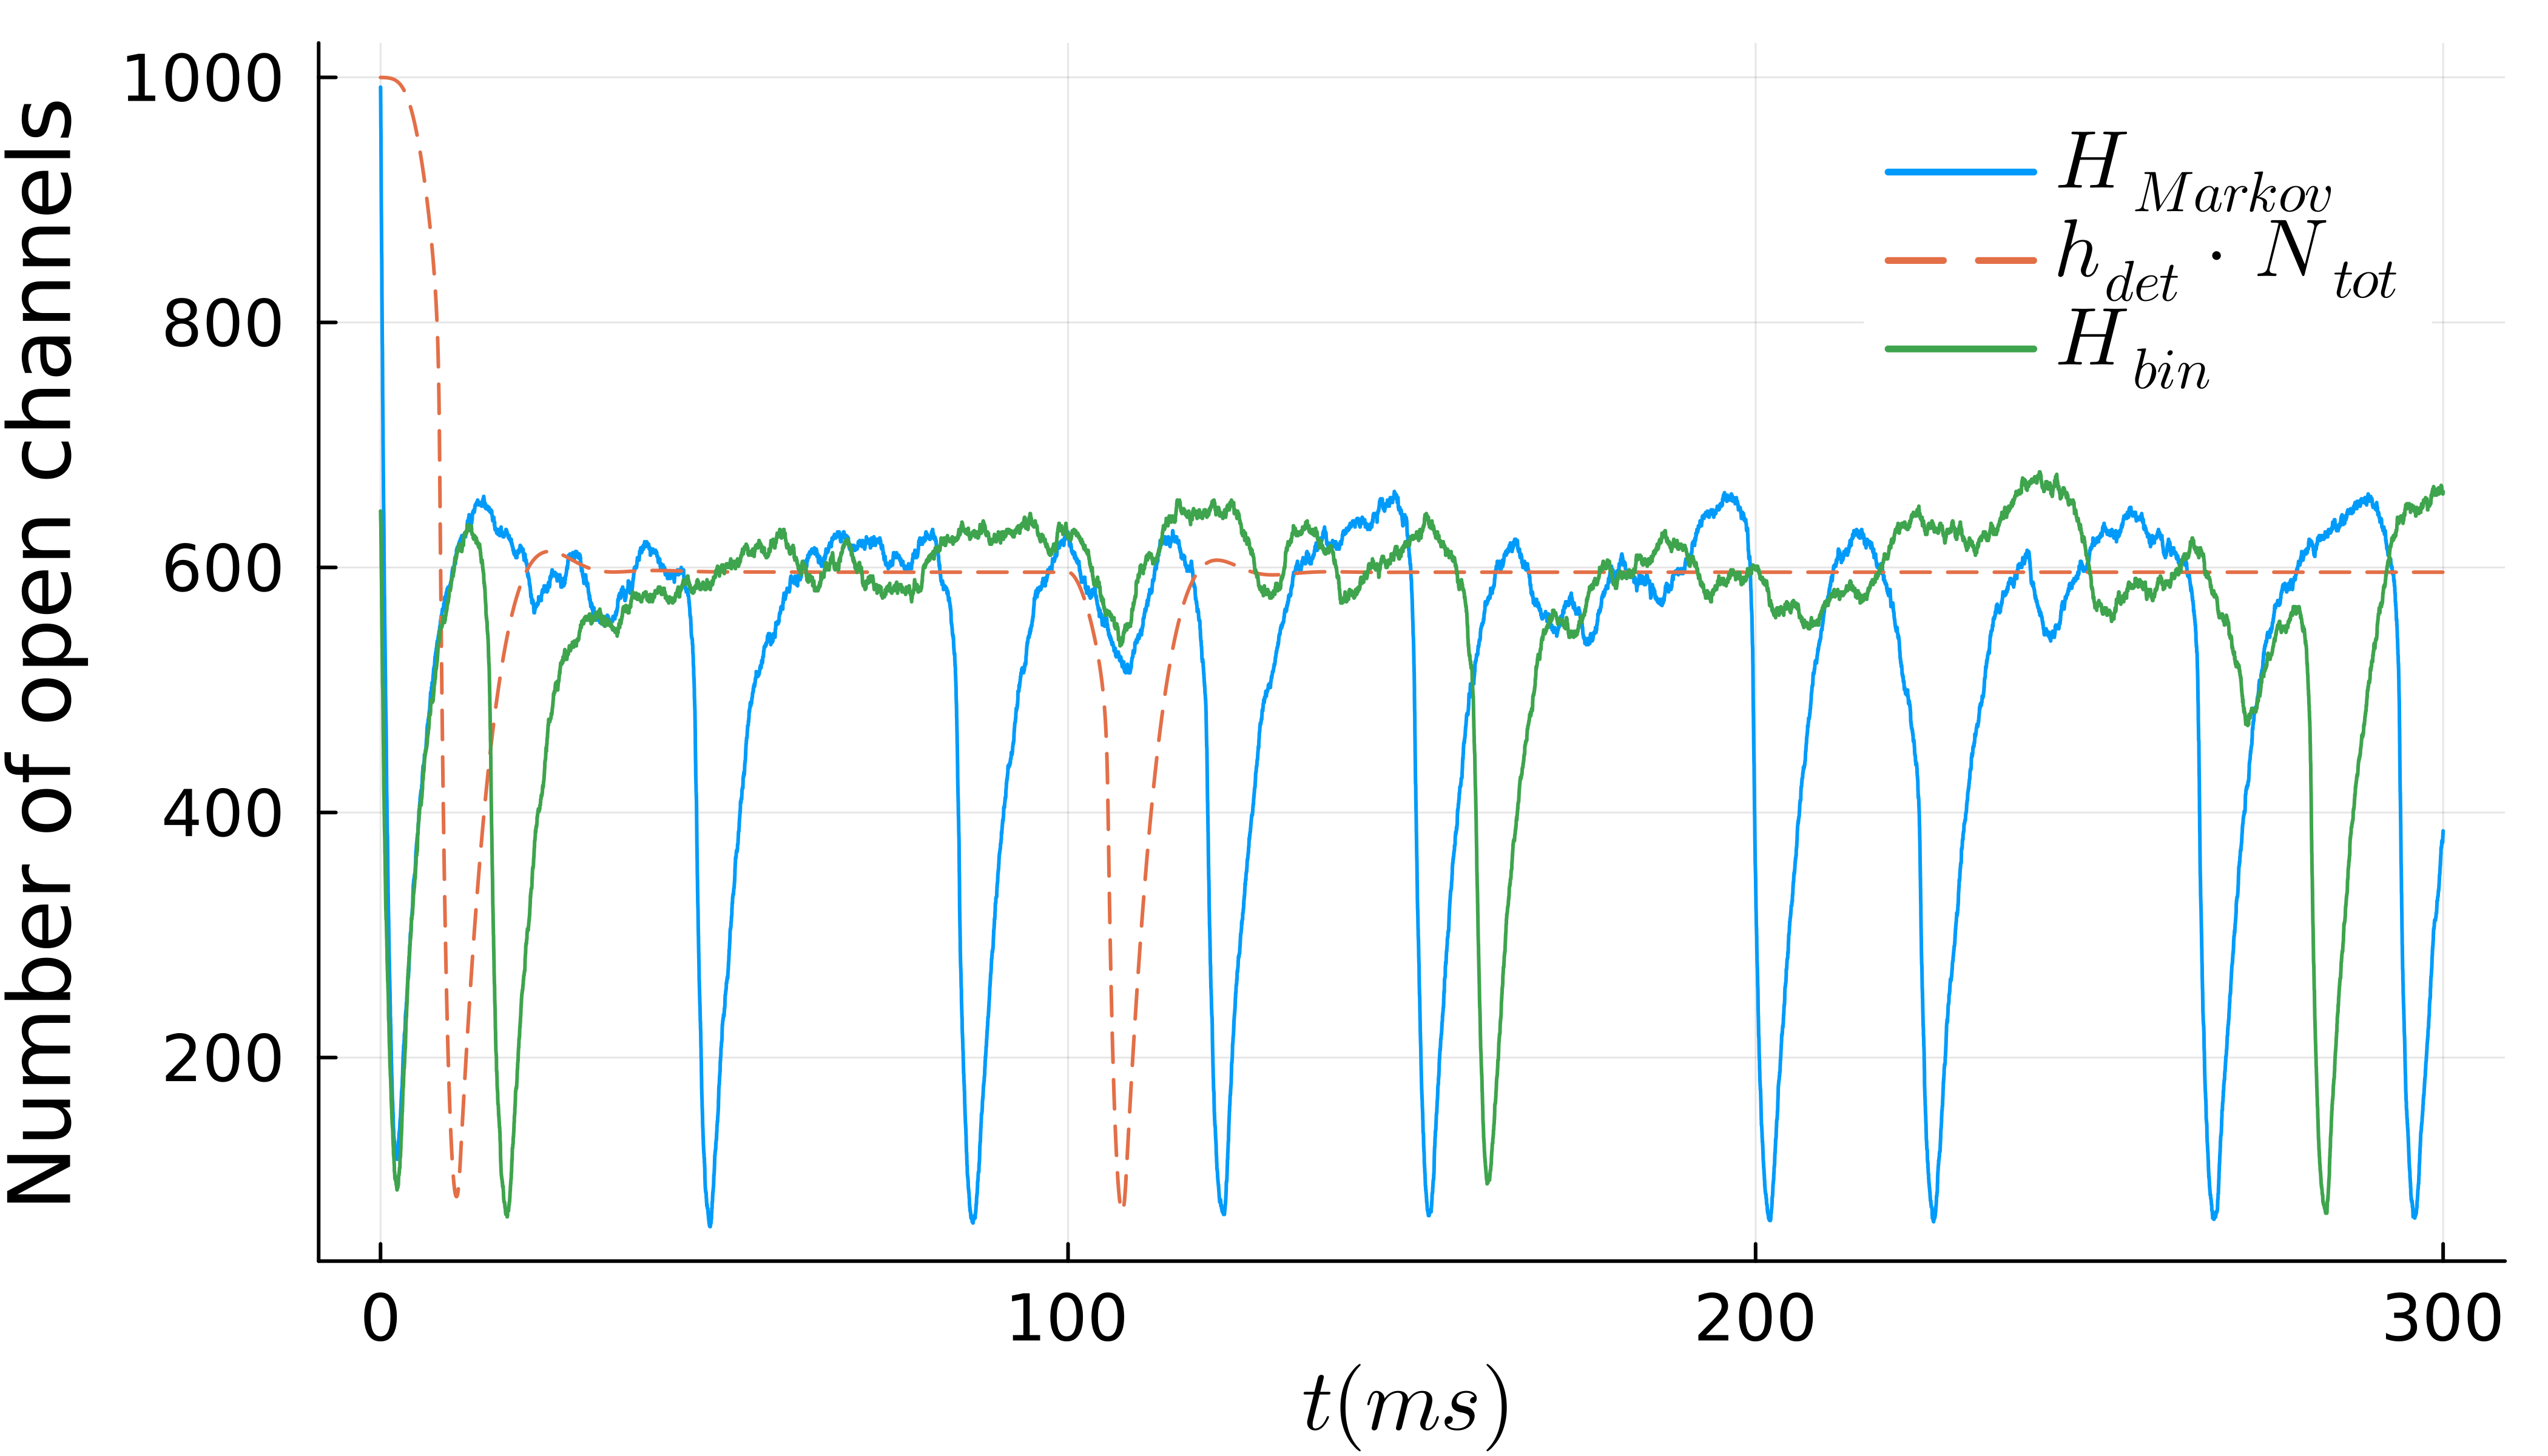 Number of open channels
1000
800
600
400
200
0 100 200 300
t(ms)
H_Markov
h_det · N_tot
H_bin